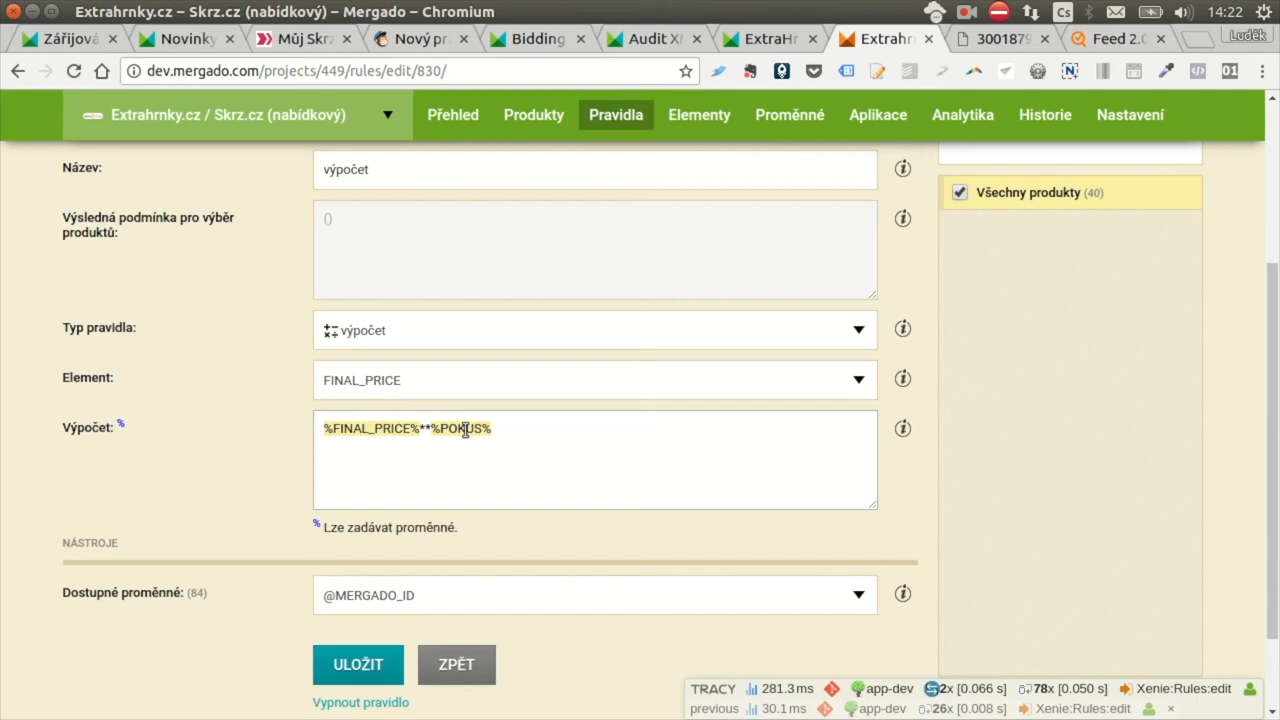 Extrahrnky.cz – Skrz.cz (nabídkový) – Mergado – Chromium
Cs
14:22
Zářijová
Novinky
Můj Skrz
Nový pr
Bidding
Audit XM
ExtraHr
Extrahr
3001879
Feed 2.0
Luděk
dev.mergado.com/projects/449/rules/edit/830/
01
Extrahrnky.cz / Skrz.cz (nabídkový)
Přehled
Produkty
Pravidla
Elementy
Proměnné
Aplikace
Analytika
Historie
Nastavení
Název:
výpočet
Všechny produkty (40)
Výsledná podmínka pro výběr
produktů:
()
Typ pravidla:
výpočet
Element:
FINAL_PRICE
Výpočet: %
%FINAL_PRICE%**%POKUS%
% Lze zadávat proměnné.
NÁSTROJE
Dostupné proměnné: (84)
@MERGADO_ID
ULOŽIT
ZPĚT
Vypnout pravidlo
TRACY 281.3 ms app-dev 2x [0.066 s] 78x [0.050 s] Xenie:Rules:edit
previous 30.1 ms app-dev 26x [0.008 s] Xenie:Rules:edit ×